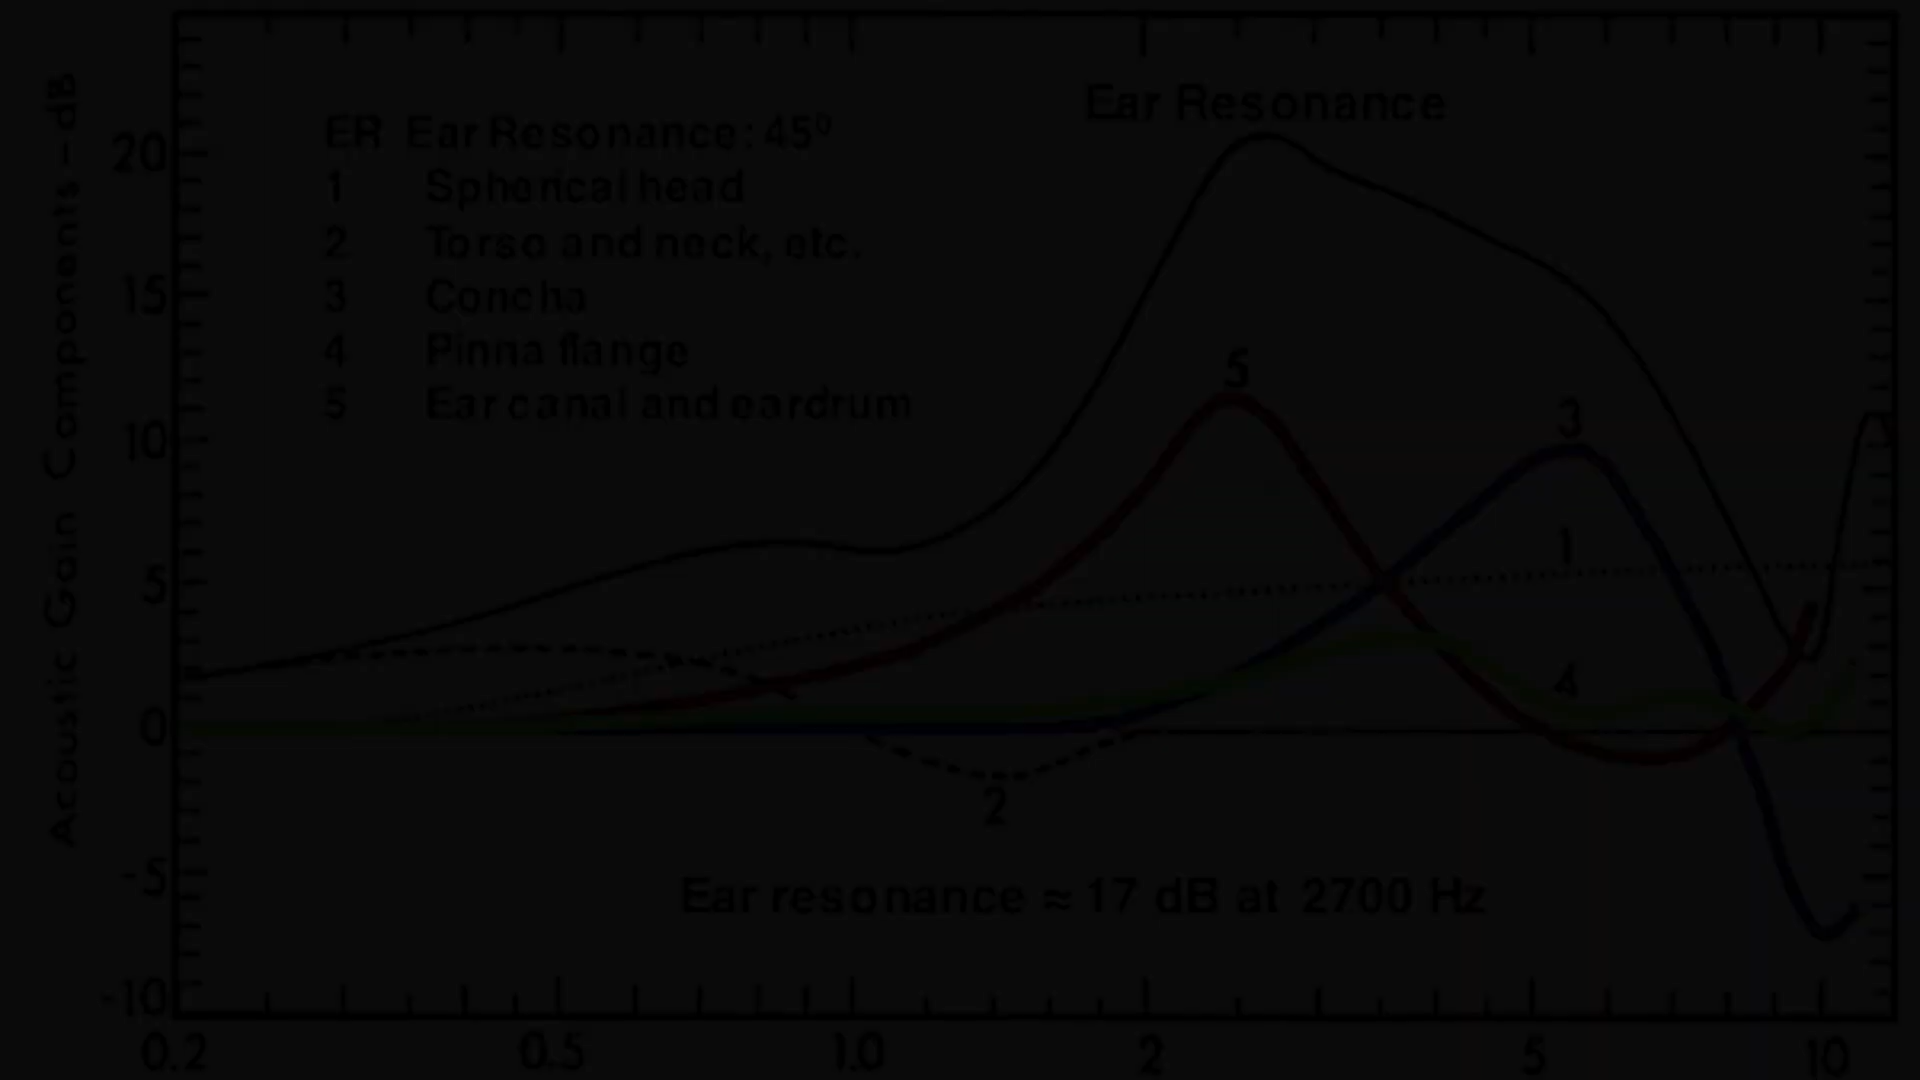 Ear Resonance
ER Ear Resonance: 45⁰
1 Spherical head
2 Torso and neck, etc.
3 Concha
4 Pinna flange
5 Ear canal and eardrum
Acoustic Gain Components – dB
20
15
10
5
0
-5
-10
5
3
1
4
2
Ear resonance ≈ 17 dB at 2700 Hz
0.2 0.5 1.0 2 5 10